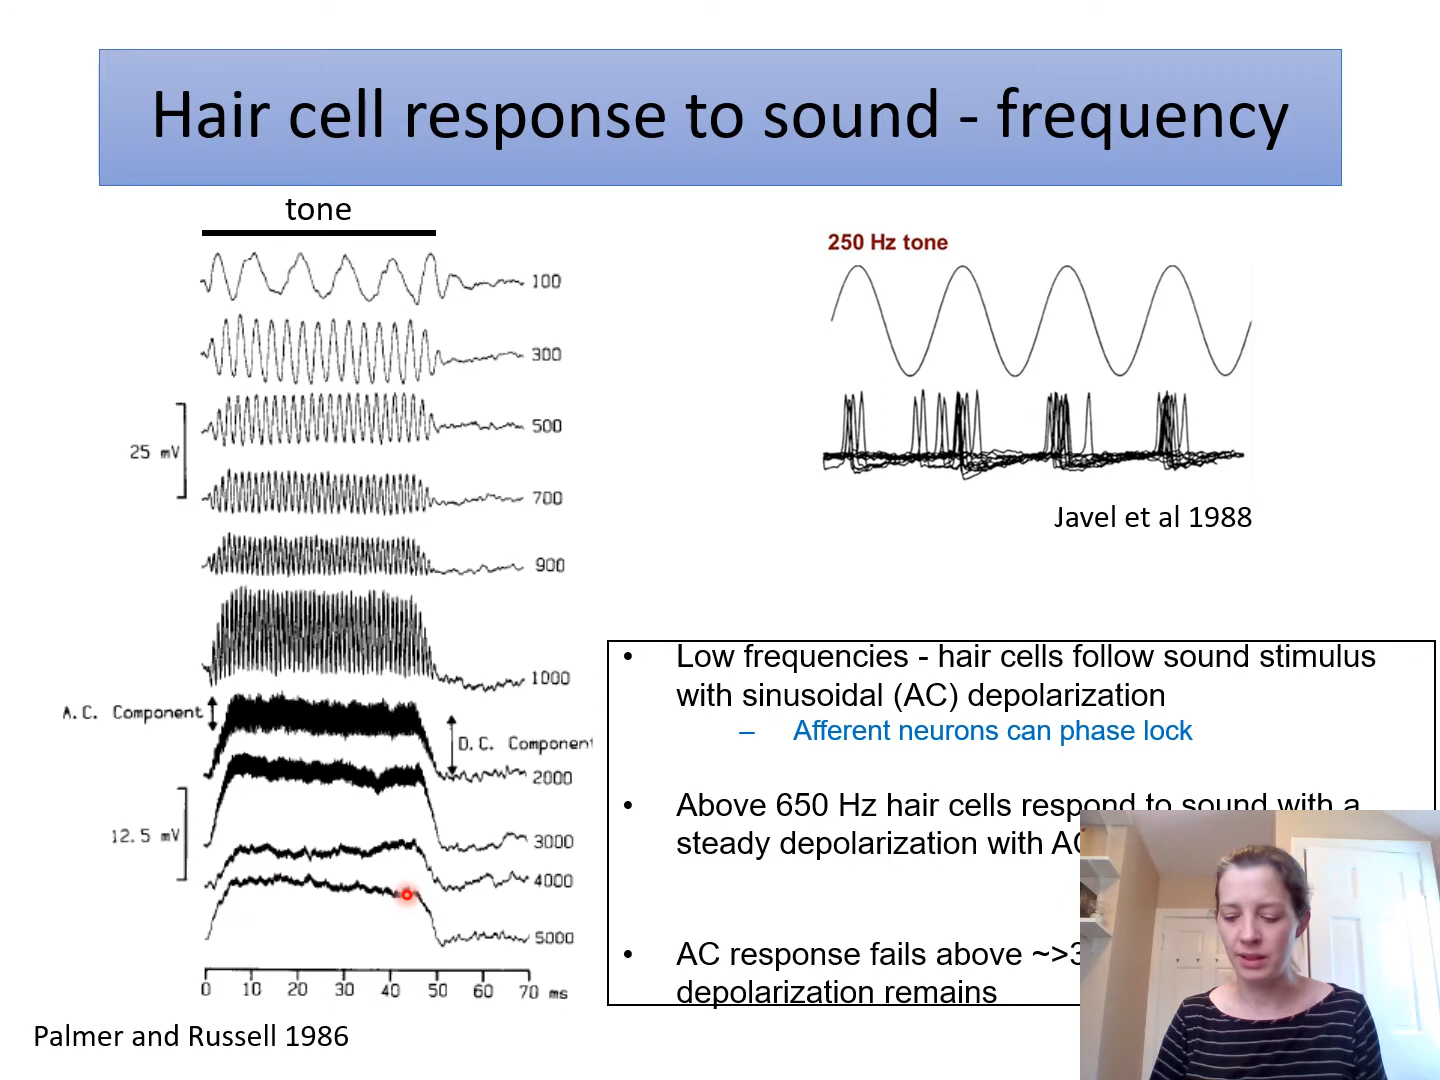 Hair cell response to sound - frequency
tone
100
300
500
25 mV
700
900
1000
A.C. Component
D.C. Component
2000
12.5 mV
3000
4000
5000
0 10 20 30 40 50 60 70 ms
Palmer and Russell 1986
250 Hz tone
Javel et al 1988
• Low frequencies - hair cells follow sound stimulus
with sinusoidal (AC) depolarization
– Afferent neurons can phase lock
• Above 650 Hz hair cells respond to sound with a
steady depolarization with
• AC response fails above
depolarization remains